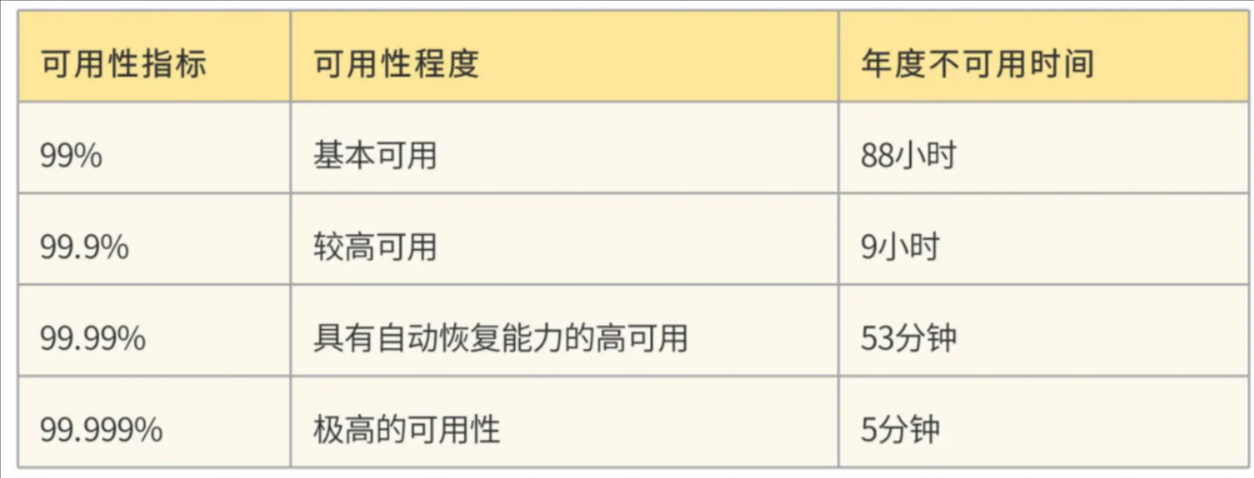 可用性指标 可用性程度 年度不可用时间
99% 基本可用 88小时
99.9% 较高可用 9小时
99.99% 具有自动恢复能力的高可用 53分钟
99.999% 极高的可用性 5分钟